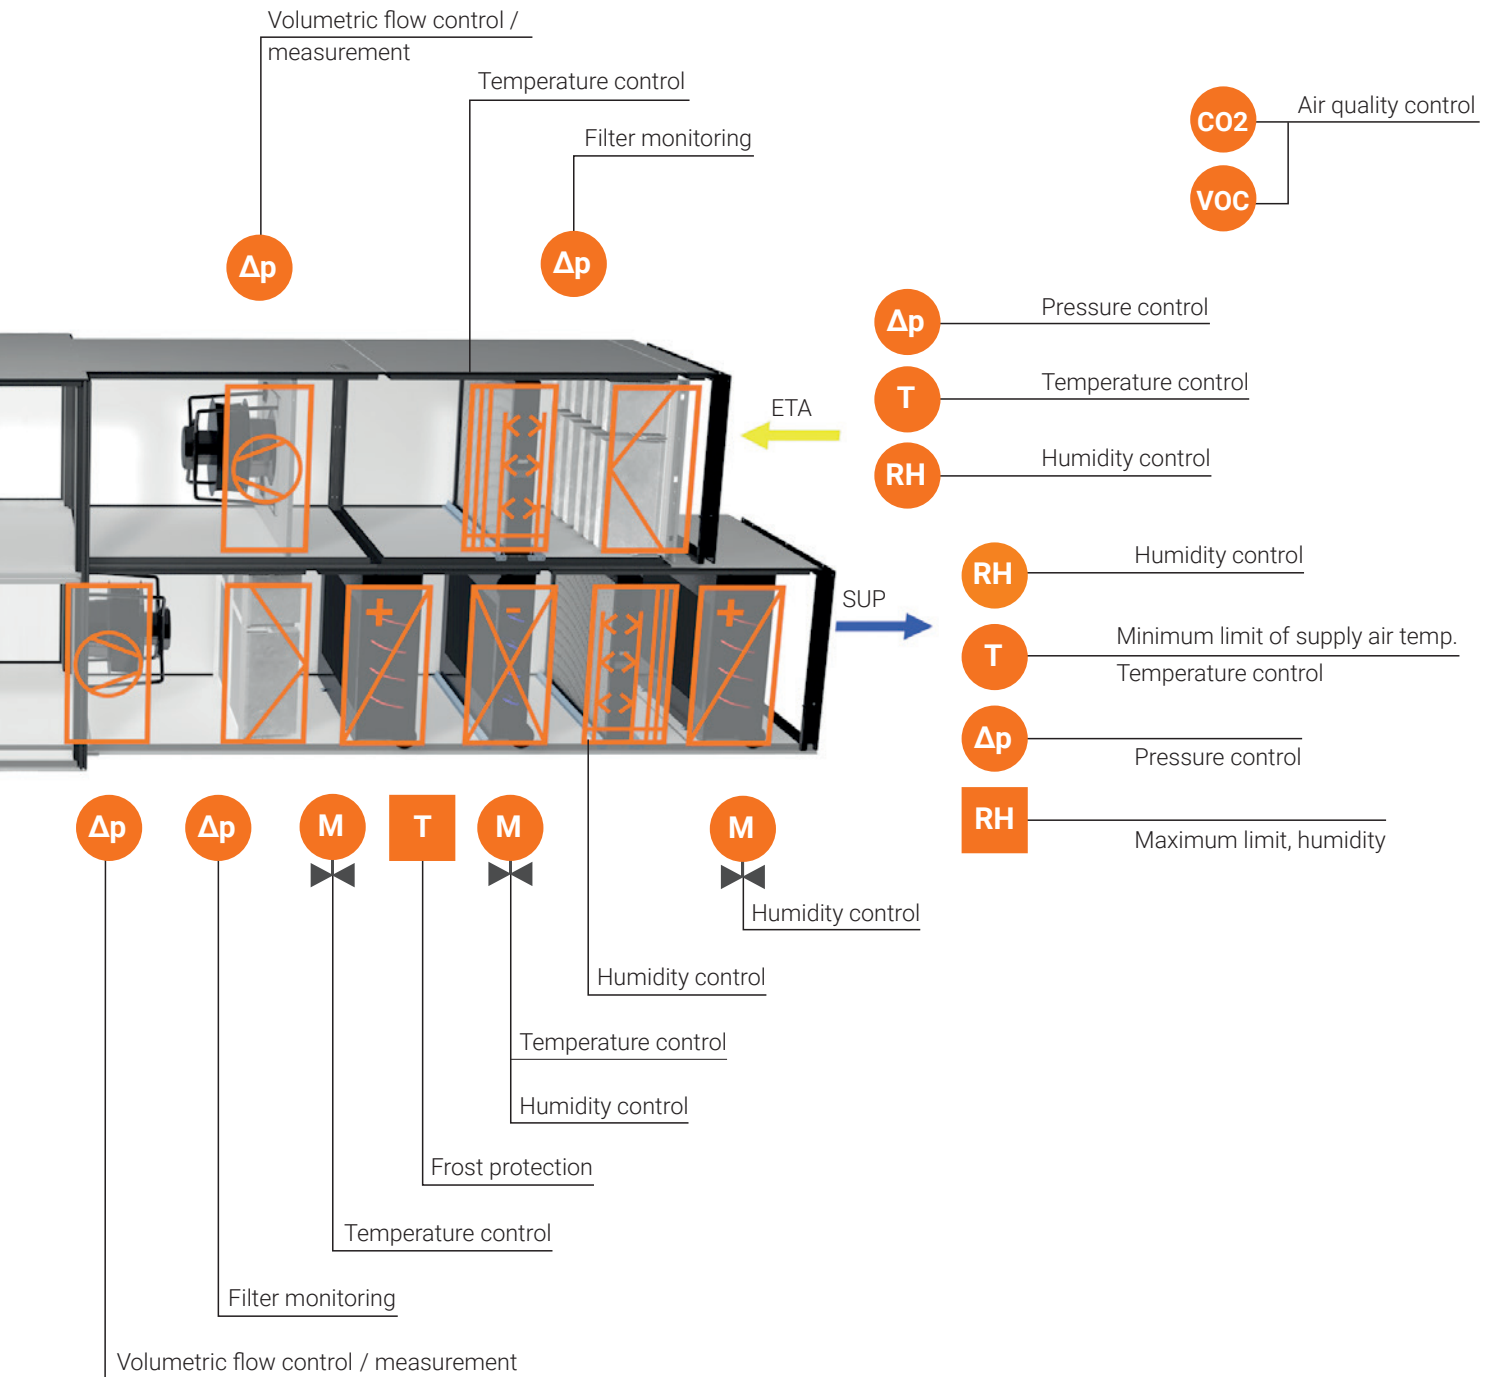 Volumetric flow control /
measurement
Temperature control
Filter monitoring
CO2
Air quality control
VOC
Δp
Δp
Δp
Pressure control
T
Temperature control
ETA
RH
Humidity control
RH
Humidity control
SUP
T
Minimum limit of supply air temp.
Temperature control
Δp
Pressure control
RH
Maximum limit, humidity
+
-
+
Δp
Δp
M
T
M
M
Humidity control
Humidity control
Temperature control
Humidity control
Frost protection
Temperature control
Filter monitoring
Volumetric flow control / measurement